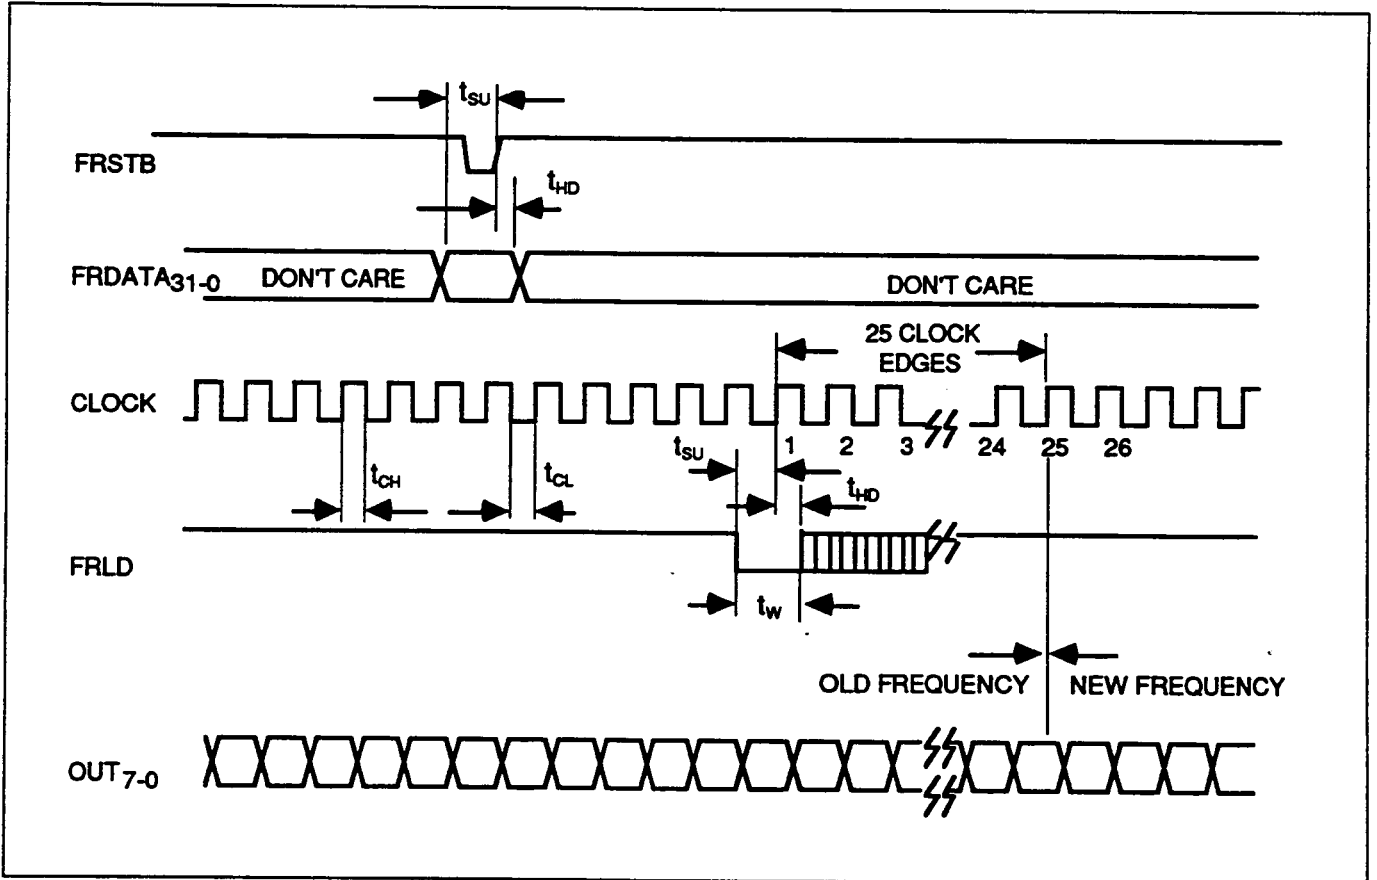 tSU
FRSTB
tHD
FRDATA31-0
DON'T CARE
DON'T CARE
25 CLOCK
EDGES
CLOCK
1 2 3 24 25 26
tSU
tCH
tCL
tHD
FRLD
tW
OLD FREQUENCY
NEW FREQUENCY
OUT7-0